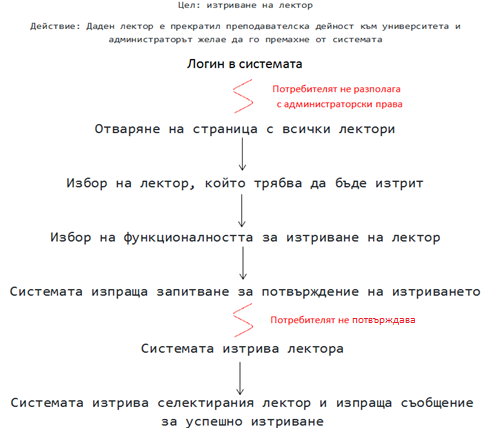 Цел: изтриване на лектор
Действие: Даден лектор е прекратил преподавателска дейност към университета и
администраторът желае да го премахне от системата
Логин в системата
Потребителят не разполага
с администраторски права
Отваряне на страница с всички лектори
Избор на лектор, който трябва да бъде изтрит
Избор на функционалността за изтриване на лектор
Системата изпраща запитване за потвърждение на изтриването
Потребителят не потвърждава
Системата изтрива лектора
Системата изтрива селектирания лектор и изпраща съобщение
за успешно изтриване